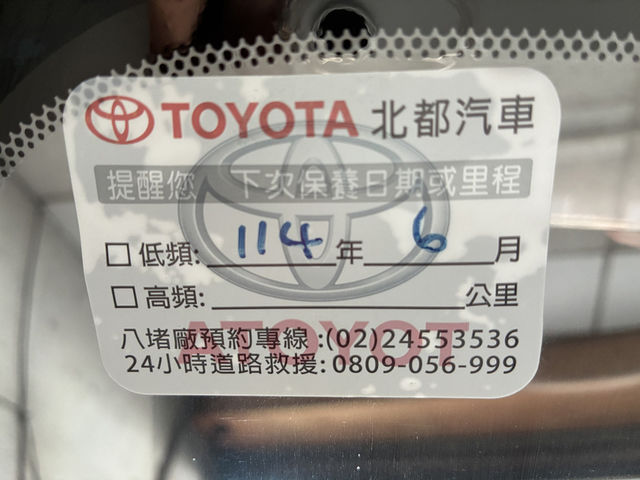 TOYOTA 北都汽車
提醒您 下次保養日期或里程
□低頻: 114 年 6 月
□高頻: 公里
八堵廠預約專線:(02)24553536
24小時道路救援:0809-056-999
ATOYOT